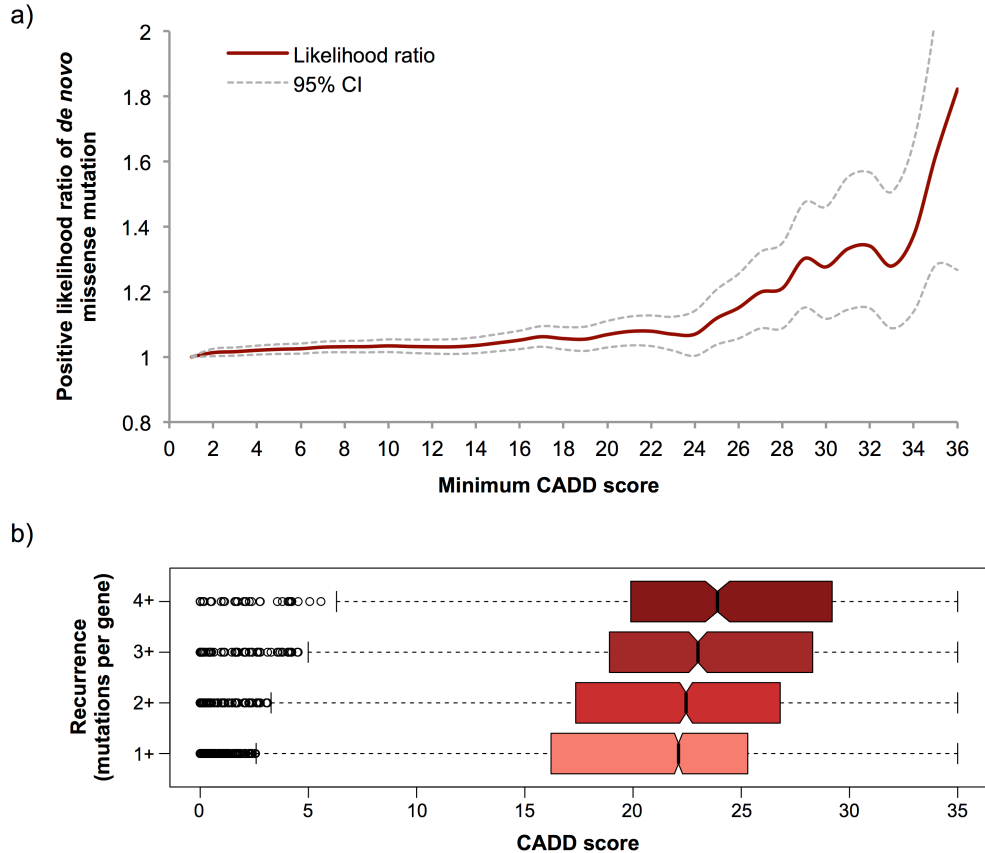 a)
Positive likelihood ratio of de novo
missense mutation
2
1.8
1.6
1.4
1.2
1
0.8
Likelihood ratio
95% CI
0 2 4 6 8 10 12 14 16 18 20 22 24 26 28 30 32 34 36
Minimum CADD score
b)
Recurrence
(mutations per gene)
4+
3+
2+
1+
0 5 10 15 20 25 30 35
CADD score